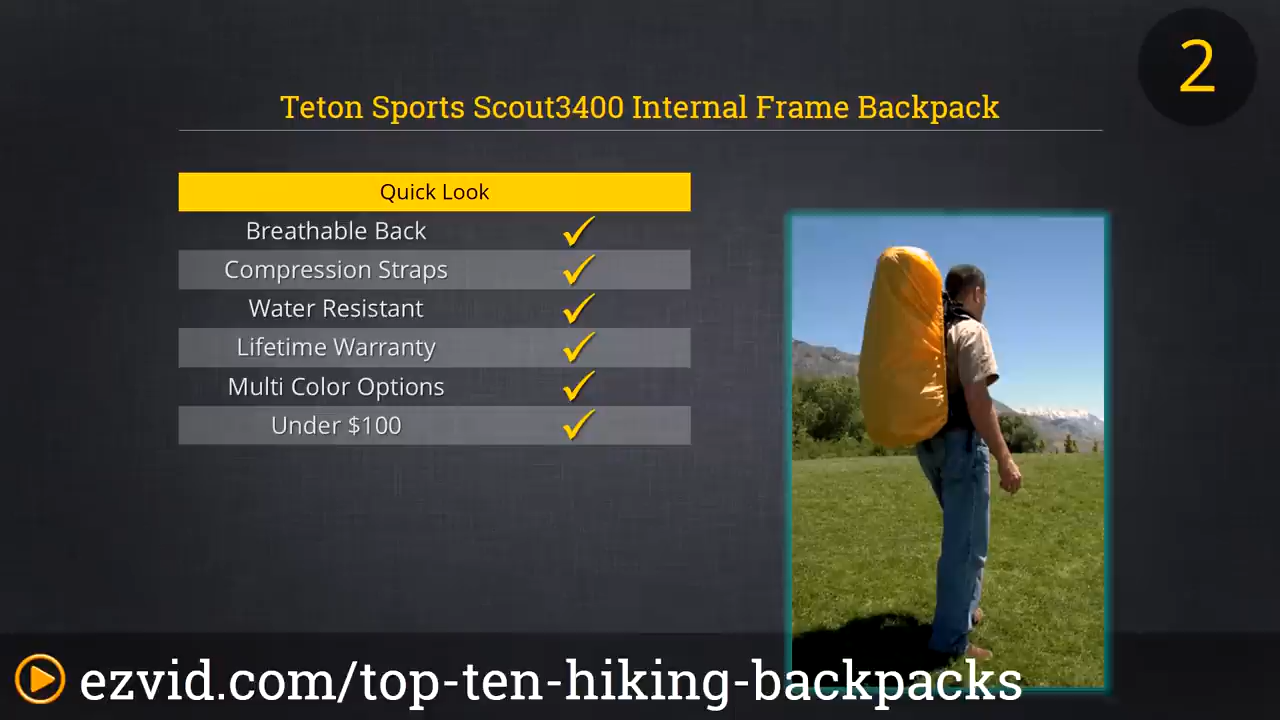 2
Teton Sports Scout3400 Internal Frame Backpack
Quick Look
Breathable Back
Compression Straps
Water Resistant
Lifetime Warranty
Multi Color Options
Under $100
ezvid.com/top-ten-hiking-backpacks